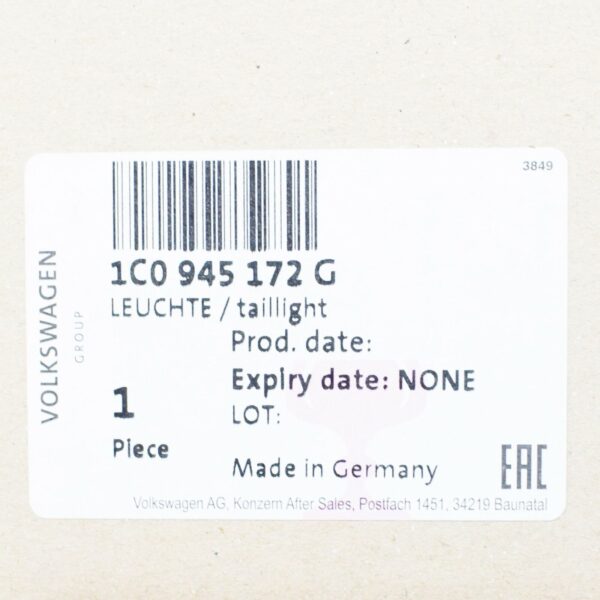 3849
VOLKSWAGEN
GROUP
1C0 945 172 G
LEUCHTE / taillight
Prod. date:
Expiry date: NONE
1
LOT:
Piece
Made in Germany
EAC
Volkswagen AG, Konzern After Sales, Postfach 1451, 34219 Baunatal